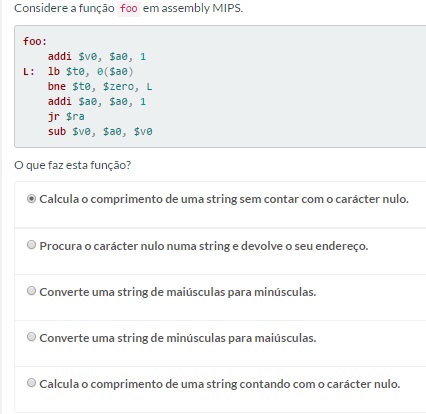 Considere a função foo em assembly MIPS.
foo:
addi $v0, $a0, 1
L: lb $t0, 0($a0)
bne $t0, $zero, L
addi $a0, $a0, 1
jr $ra
sub $v0, $a0, $v0
O que faz esta função?
Calcula o comprimento de uma string sem contar com o carácter nulo.
Procura o carácter nulo numa string e devolve o seu endereço.
Converte uma string de maiúsculas para minúsculas.
Converte uma string de minúsculas para maiúsculas.
Calcula o comprimento de uma string contando com o carácter nulo.